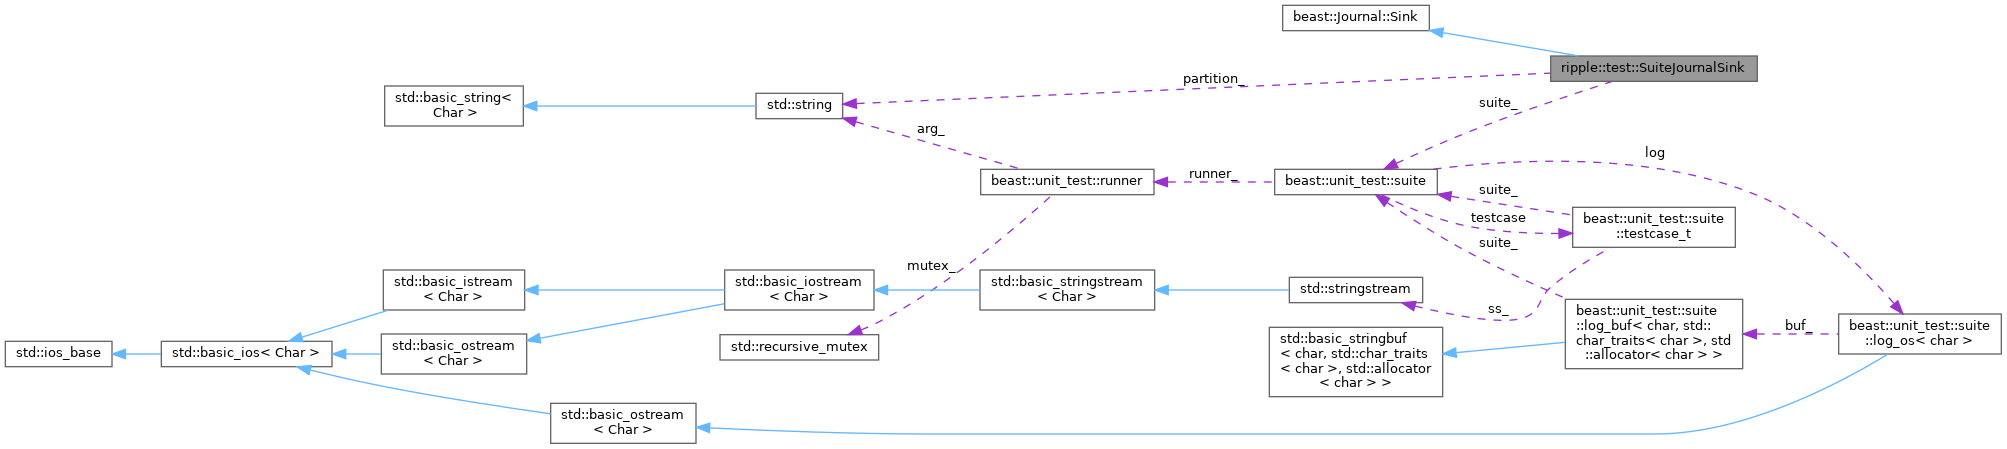 beast::Journal::Sink
ripple::test::SuiteJournalSink
partition_
std::basic_string<
Char >
std::string
suite_
arg_
log
beast::unit_test::runner
runner_
beast::unit_test::suite
suite_
testcase
beast::unit_test::suite
::testcase_t
suite_
mutex_
std::basic_istream
< Char >
std::basic_iostream
< Char >
std::basic_stringstream
< Char >
std::stringstream
ss_
beast::unit_test::suite
::log_buf< char, std::
char_traits< char >, std
::allocator< char > >
buf_
beast::unit_test::suite
::log_os< char >
std::ios_base
std::basic_ios< Char >
std::basic_ostream
< Char >
std::recursive_mutex
std::basic_stringbuf
< char, std::char_traits
< char >, std::allocator
< char > >
std::basic_ostream
< Char >